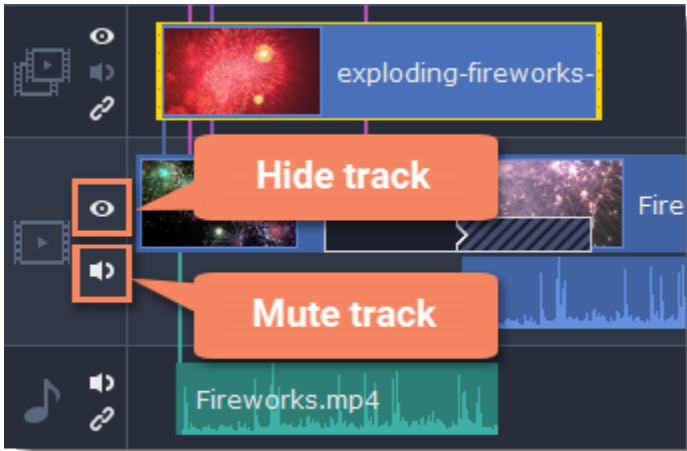 exploding-fireworks-
Hide track
Fire
Mute track
Fireworks.mp4